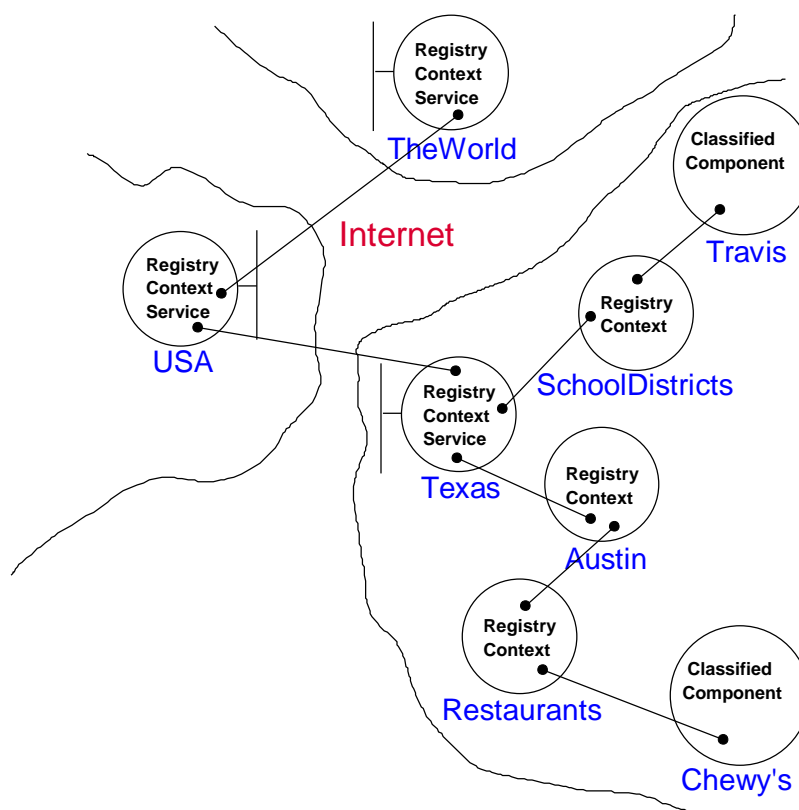 Registry
Context
Service
TheWorld
Classified
Component
Travis
Internet
Registry
Context
Service
USA
Registry
Context
SchoolDistricts
Registry
Context
Service
Texas
Registry
Context
Austin
Registry
Context
Restaurants
Classified
Component
Chewy's